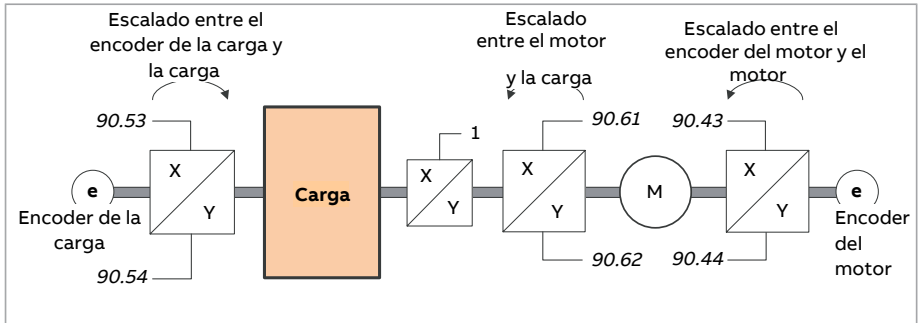 Escalado entre el
encoder de la carga y
la carga
Escalado
entre el motor
y la carga
Escalado entre el
encoder del motor y el
motor
90.53
1
90.61
90.43
X
Y
X
Y
X
Y
X
Y
e
Carga
M
e
Encoder de la
carga
Encoder
del
motor
90.54
90.62
90.44